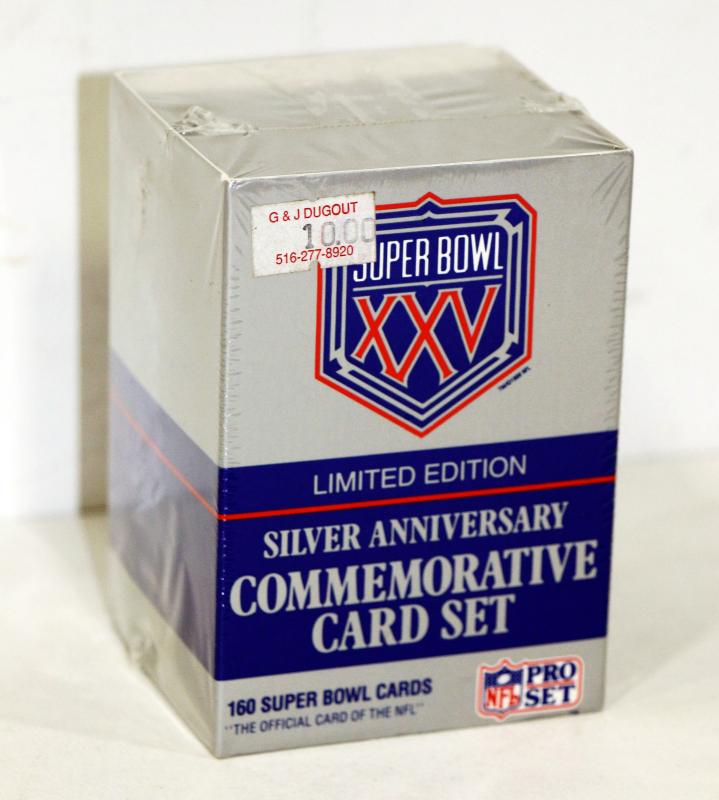 G & J DUGOUT
10.00
516-277-8920
SUPER BOWL
XXV
LIMITED EDITION
SILVER ANNIVERSARY
COMMEMORATIVE
CARD SET
160 SUPER BOWL CARDS
"THE OFFICIAL CARD OF THE NFL"
NFL
PRO
SET